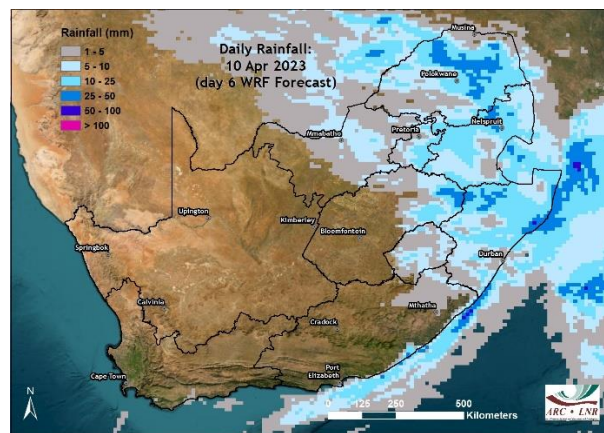 Rainfall (mm)
1 - 5
5 - 10
10 - 25
25 - 50
50 - 100
> 100
Daily Rainfall:
10 Apr 2023
(day 6 WRF Forecast)
Musina
Polokwane
Mmabatho
Pretoria
Nelspruit
Upington
Kimberley
Bloemfontein
Springbok
Durban
Calvinia
Mthatha
Cradock
Cape Town
Port
Elizabeth
N
0 125 250 500
Kilometers
ARC • LNR